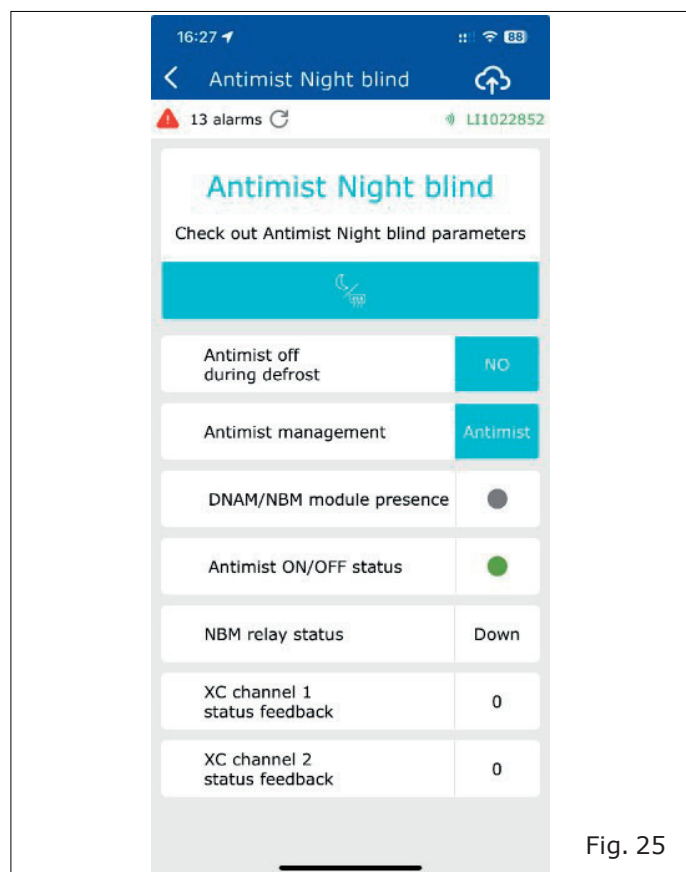 16:27
88
Antimist Night blind
13 alarms
LI1022852
Antimist Night blind
Check out Antimist Night blind parameters
Antimist off
during defrost
NO
Antimist management
Antimist
DNAM/NBM module presence
Antimist ON/OFF status
NBM relay status
Down
XC channel 1
status feedback
0
XC channel 2
status feedback
0
Fig. 25